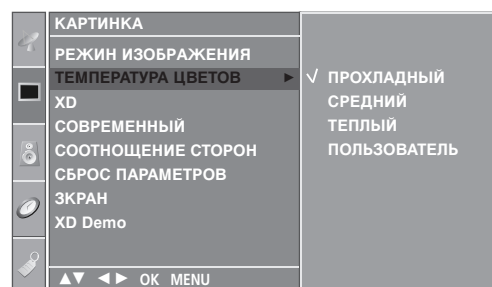 КАРТИНКА
РЕЖИН ИЗОБРАЖЕНИЯ
ТЕМПЕРАТУРА ЦВЕТОВ ►
XD
СОВРЕМЕННЫЙ
СООТНОЩЕНИЕ СТОРОН
СБРОС ПАРАМЕТРОВ
ЗКРАН
XD Demo
√ ПРОХЛАДНЫЙ
СРЕДНИЙ
ТЕПЛЫЙ
ПОЛЬЗОВАТЕЛЬ
▲▼ ◄► OK MENU